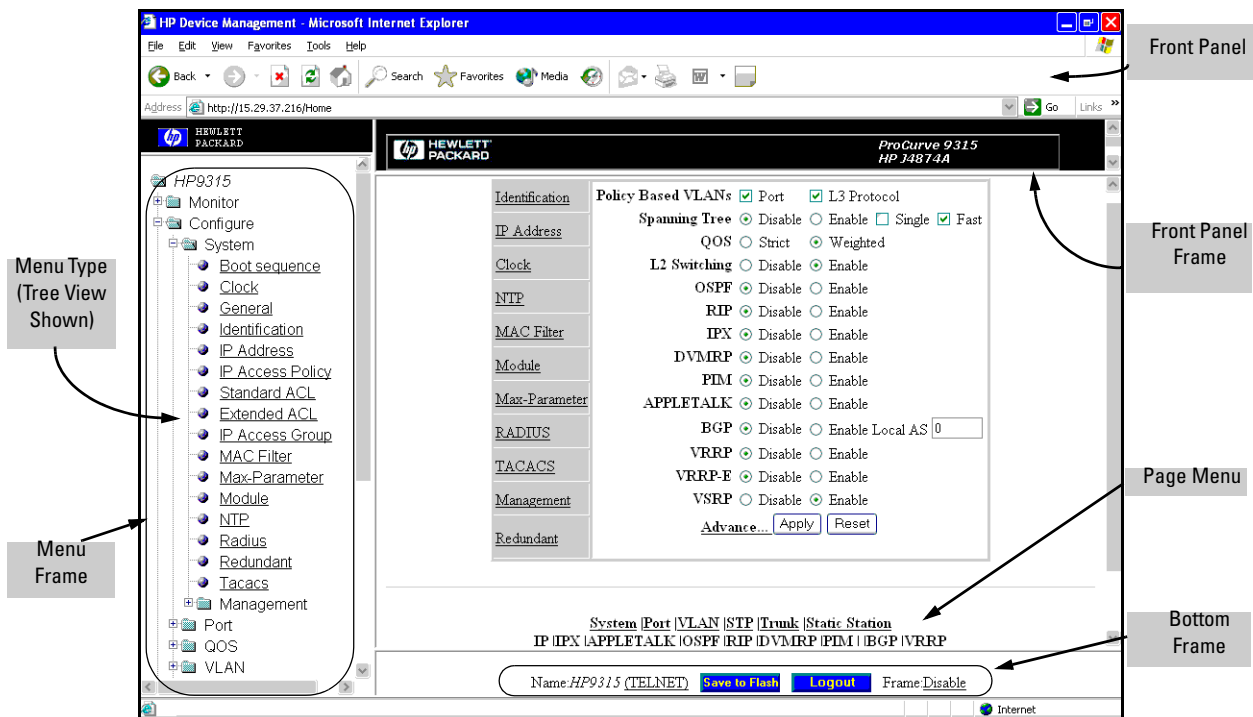 HP Device Management - Microsoft Internet Explorer
File Edit View Favorites Tools Help
Back Search Favorites Media
Address http://15.29.37.216/Home Go Links »
hp HEWLETT
PACKARD
HP9315
Monitor
Configure
System
Boot sequence
Clock
General
Identification
IP Address
IP Access Policy
Standard ACL
Extended ACL
IP Access Group
MAC Filter
Max-Parameter
Module
NTP
Radius
Redundant
Tacacs
Management
Port
QOS
VLAN
hp HEWLETT
PACKARD
ProCurve 9315
HP J4874A
Identification
IP Address
Clock
NTP
MAC Filter
Module
Max-Parameter
RADIUS
TACACS
Management
Redundant
Policy Based VLANs Port L3 Protocol
Spanning Tree Disable Enable Single Fast
QOS Strict Weighted
L2 Switching Disable Enable
OSPF Disable Enable
RIP Disable Enable
IPX Disable Enable
DVMRP Disable Enable
PIM Disable Enable
APPLETALK Disable Enable
BGP Disable Enable Local AS 0
VRRP Disable Enable
VRRP-E Disable Enable
VSRP Disable Enable
Advance... Apply Reset
System |Port |VLAN |STP |Trunk |Static Station
IP |IPX |APPLETALK |OSPF |RIP |DVMRP |PIM | |BGP |VRRP
Name:HP9315 (TELNET) Save to Flash Logout Frame:Disable
Internet
Menu Type
(Tree View
Shown)
Menu
Frame
Front Panel
Front Panel
Frame
Page Menu
Bottom
Frame